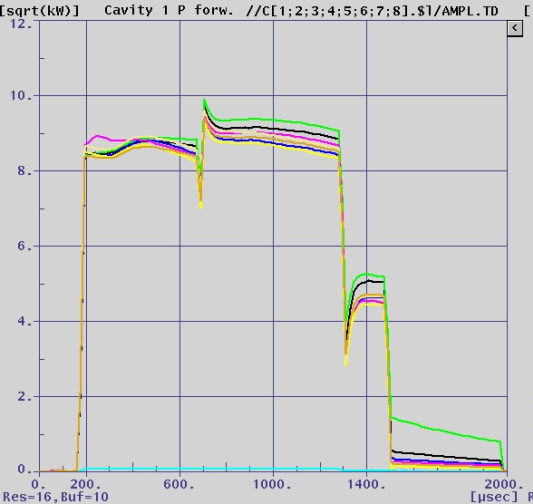 [sqrt(kW)] Cavity 1 P forw. //C[1;2;3;4;5;6;7;8].$1/AMPL.TD [
12.
<
10.
8.
6.
4.
2.
0.
0. 200. 600. 1000. 1400. 2000.
Res=16,Buf=10 [µsec]